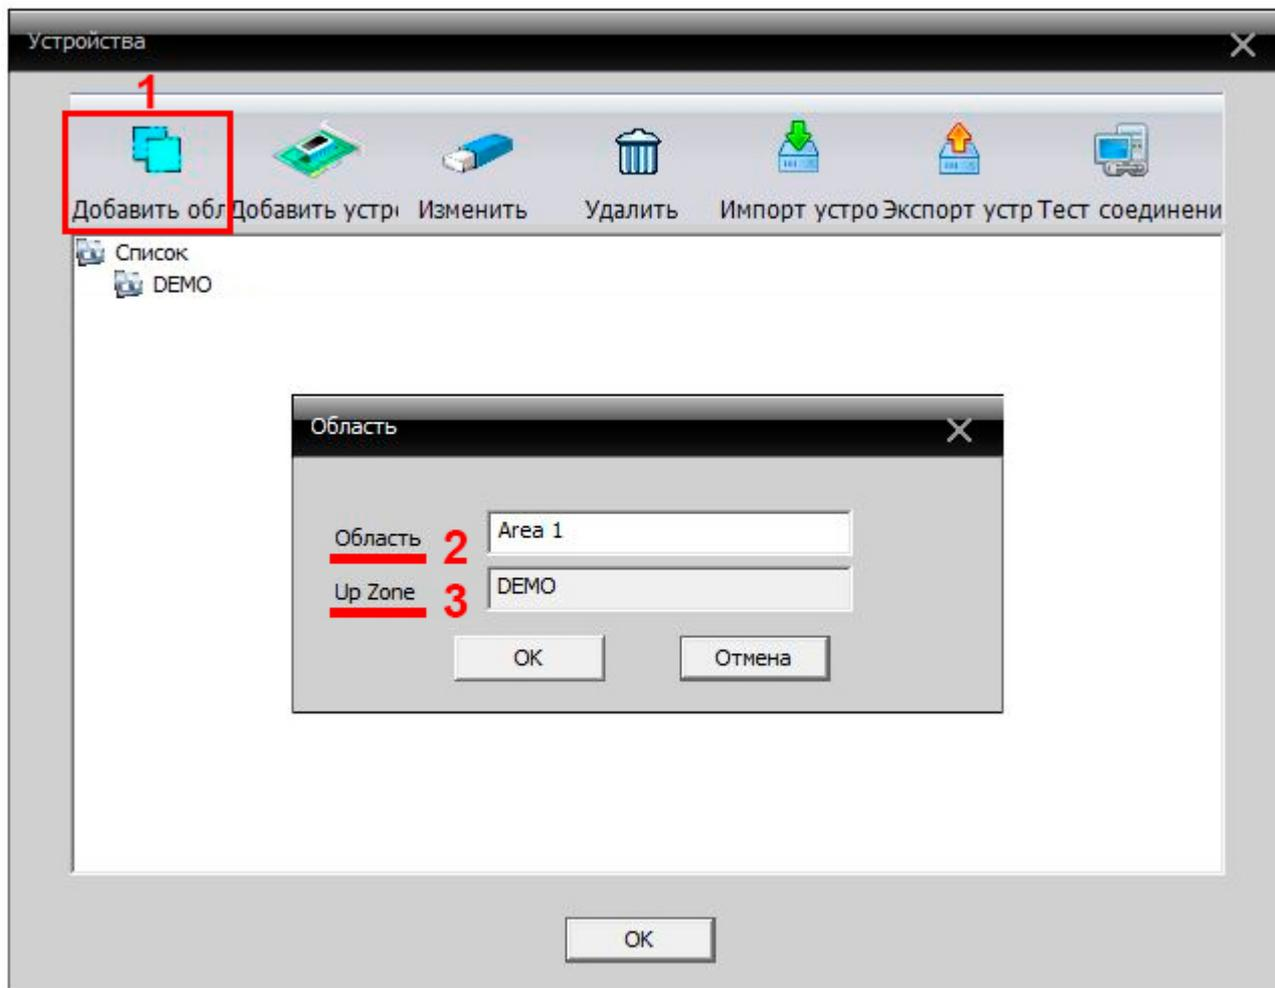 Устройства
1
Добавить обл Добавить устр Изменить Удалить Импорт устро Экспорт устр Тест соединени
Список
DEMO
Область
Область 2 Area 1
Up Zone 3 DEMO
OK Отмена
OK